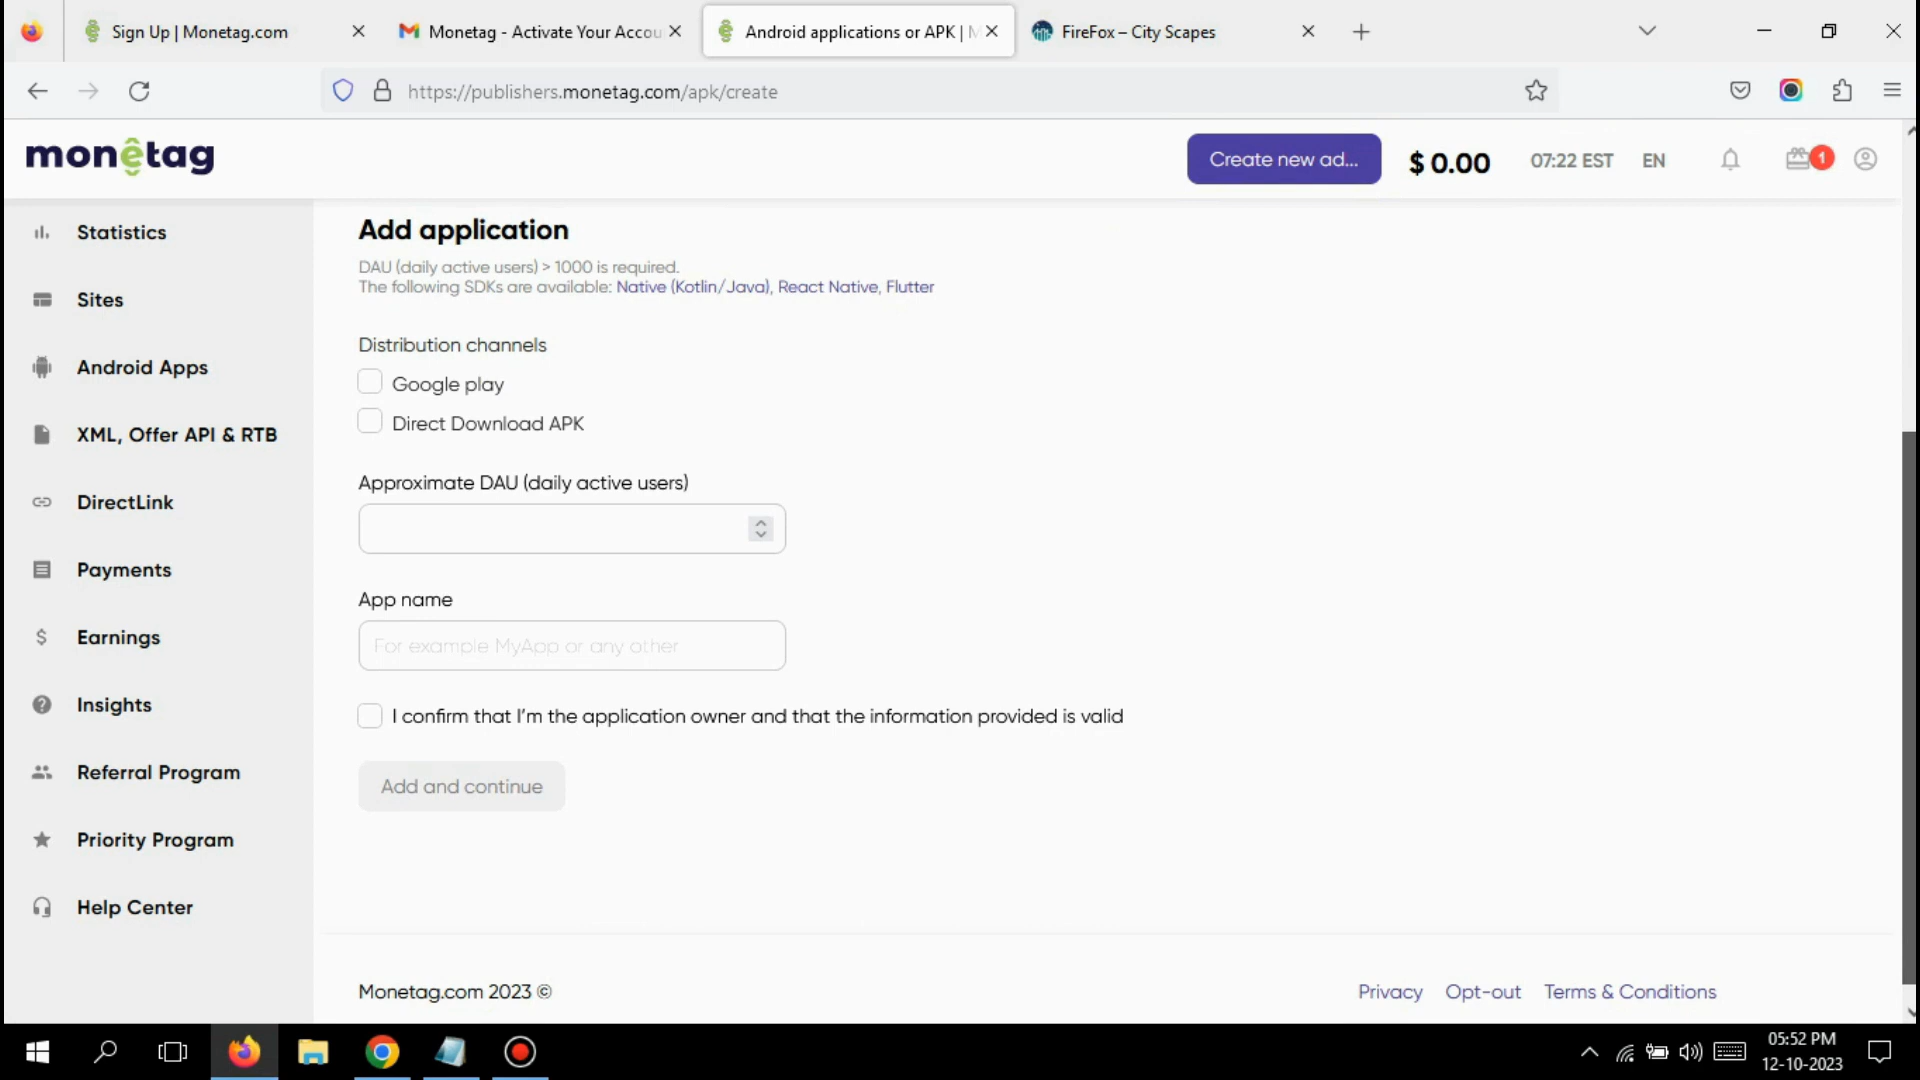 Sign Up | Monetag.com
Monetag - Activate Your Accou
Android applications or APK | M
FireFox – City Scapes
https://publishers.monetag.com/apk/create
monêtag
Create new ad...
$ 0.00
07:22 EST
EN
1
Statistics
Sites
Android Apps
XML, Offer API & RTB
DirectLink
Payments
Earnings
Insights
Referral Program
Priority Program
Help Center
Add application
DAU (daily active users) > 1000 is required.
The following SDKs are available: Native (Kotlin/Java), React Native, Flutter
Distribution channels
Google play
Direct Download APK
Approximate DAU (daily active users)
App name
For example MyApp or any other
I confirm that I’m the application owner and that the information provided is valid
Add and continue
Monetag.com 2023 ©
Privacy
Opt-out
Terms & Conditions
05:52 PM
12-10-2023